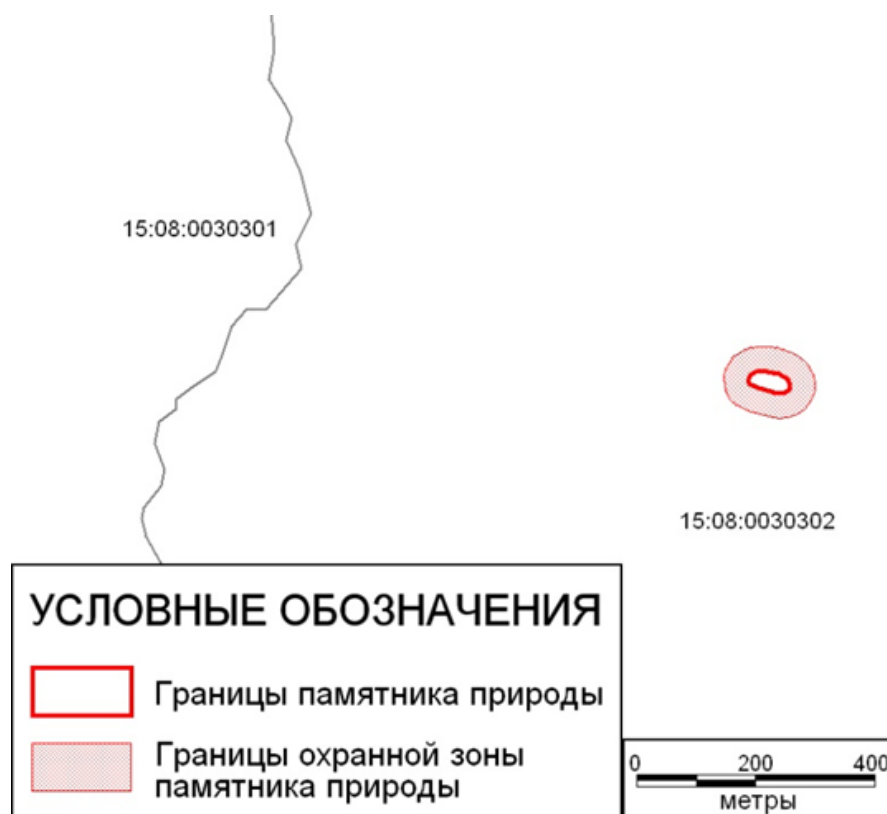 15:08:0030301
15:08:0030302
УСЛОВНЫЕ ОБОЗНАЧЕНИЯ
Границы памятника природы
Границы охранной зоны
памятника природы
0 200 400
метры